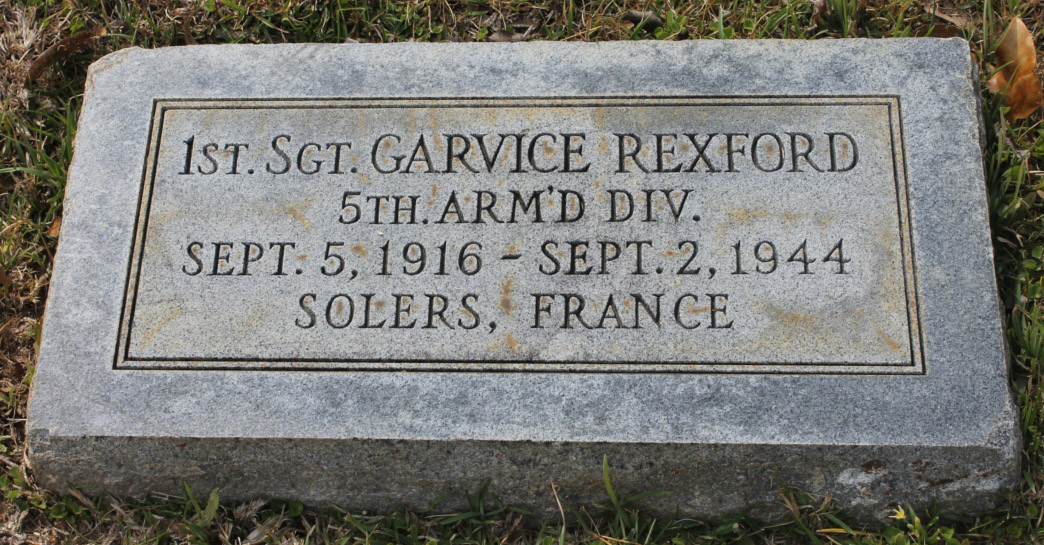 1ST. SGT. GARVICE REXFORD
5TH. ARM'D DIV.
SEPT. 5, 1916 - SEPT. 2, 1944
SOLERS, FRANCE